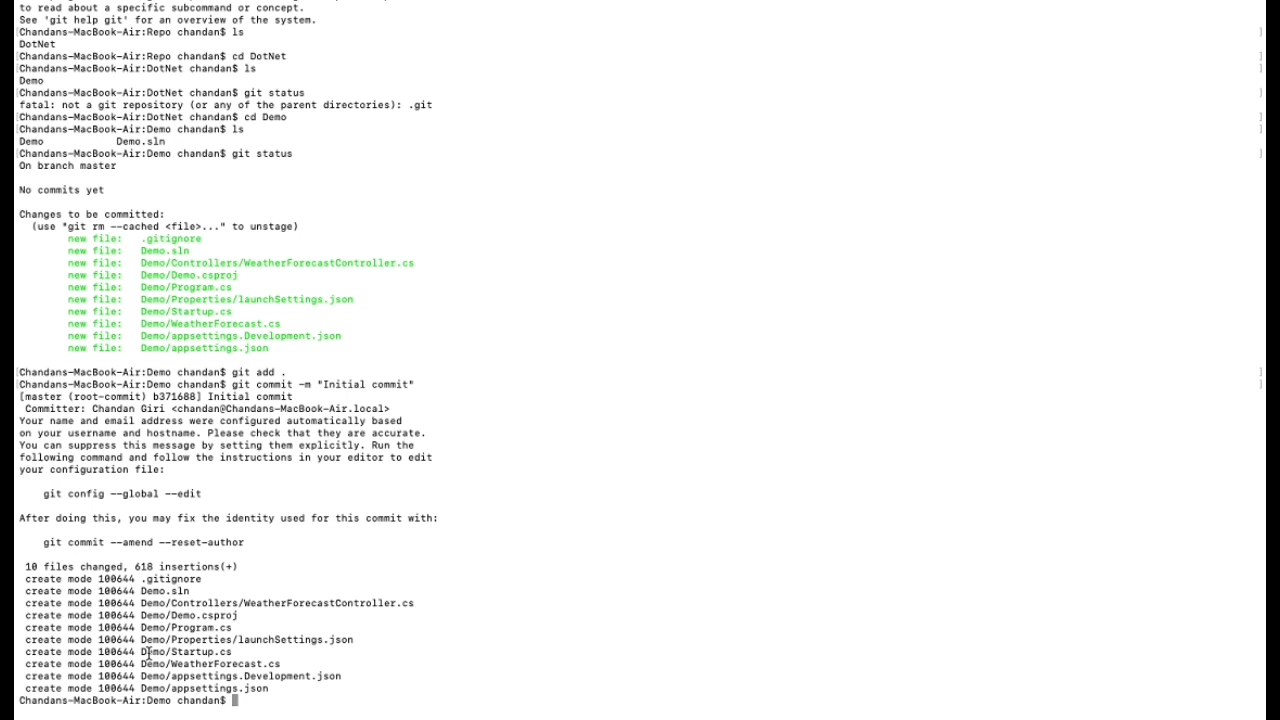 to read about a specific subcommand or concept.
See 'git help git' for an overview of the system.
[Chandans-MacBook-Air:Repo chandan$ ls ]
DotNet
[Chandans-MacBook-Air:Repo chandan$ cd DotNet ]
[Chandans-MacBook-Air:DotNet chandan$ ls ]
Demo
[Chandans-MacBook-Air:DotNet chandan$ git status ]
fatal: not a git repository (or any of the parent directories): .git
[Chandans-MacBook-Air:DotNet chandan$ cd Demo ]
[Chandans-MacBook-Air:Demo chandan$ ls ]
Demo Demo.sln
[Chandans-MacBook-Air:Demo chandan$ git status ]
On branch master
No commits yet
Changes to be committed:
(use "git rm --cached <file>..." to unstage)
new file: .gitignore
new file: Demo.sln
new file: Demo/Controllers/WeatherForecastController.cs
new file: Demo/Demo.csproj
new file: Demo/Program.cs
new file: Demo/Properties/launchSettings.json
new file: Demo/Startup.cs
new file: Demo/WeatherForecast.cs
new file: Demo/appsettings.Development.json
new file: Demo/appsettings.json
[Chandans-MacBook-Air:Demo chandan$ git add . ]
[Chandans-MacBook-Air:Demo chandan$ git commit -m "Initial commit" ]
[master (root-commit) b371688] Initial commit
Committer: Chandan Giri <chandan@Chandans-MacBook-Air.local>
Your name and email address were configured automatically based
on your username and hostname. Please check that they are accurate.
You can suppress this message by setting them explicitly. Run the
following command and follow the instructions in your editor to edit
your configuration file:
git config --global --edit
After doing this, you may fix the identity used for this commit with:
git commit --amend --reset-author
10 files changed, 618 insertions(+)
create mode 100644 .gitignore
create mode 100644 Demo.sln
create mode 100644 Demo/Controllers/WeatherForecastController.cs
create mode 100644 Demo/Demo.csproj
create mode 100644 Demo/Program.cs
create mode 100644 Demo/Properties/launchSettings.json
create mode 100644 Demo/Startup.cs
create mode 100644 Demo/WeatherForecast.cs
create mode 100644 Demo/appsettings.Development.json
create mode 100644 Demo/appsettings.json
Chandans-MacBook-Air:Demo chandan$